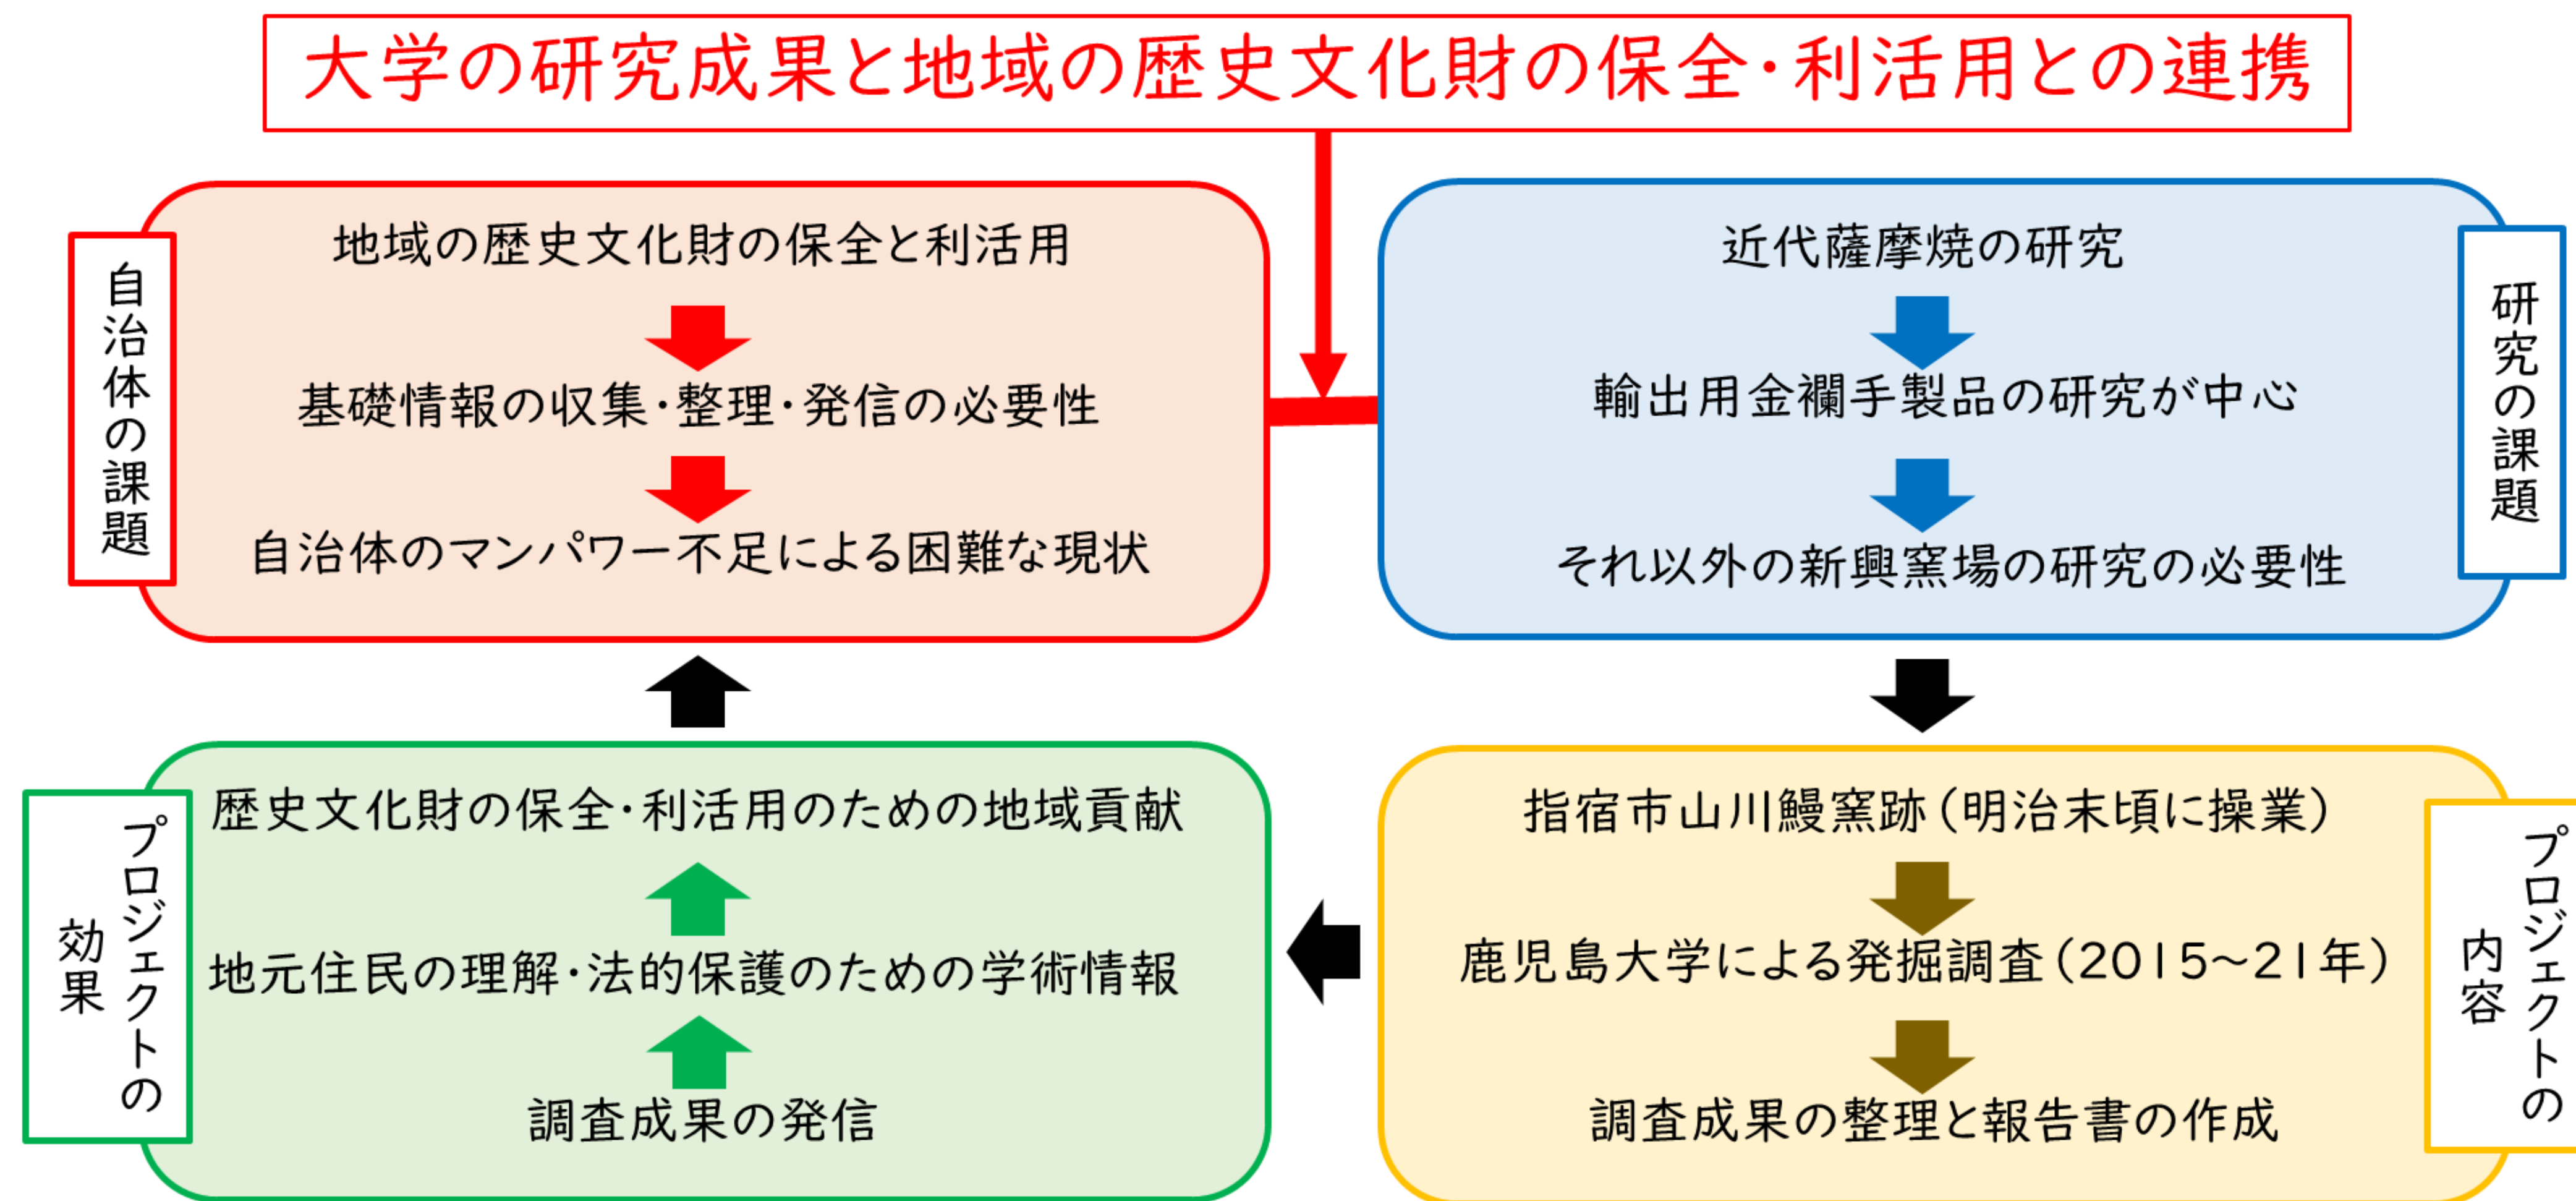 大学の研究成果と地域の歴史文化財の保全・利活用との連携
自治体の課題
地域の歴史文化財の保全と利活用
基礎情報の収集・整理・発信の必要性
自治体のマンパワー不足による困難な現状
研究の課題
近代薩摩焼の研究
輸出用金襴手製品の研究が中心
それ以外の新興窯場の研究の必要性
プロジェクトの
内容
指宿市山川鰻窯跡（明治末頃に操業）
鹿児島大学による発掘調査（2015～21年）
調査成果の整理と報告書の作成
プロジェクトの
効果
歴史文化財の保全・利活用のための地域貢献
地元住民の理解・法的保護のための学術情報
調査成果の発信